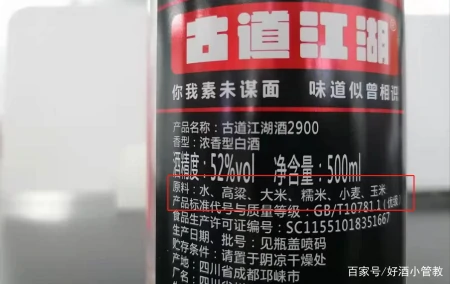 古道江湖
你我素未谋面 味道似曾相识
产品名称：古道江湖酒2900
香型：浓香型白酒
酒精度：52%vol 净含量：500ml
原料：水、高粱、大米、糯米、小麦、玉米
产品标准代号与质量等级：GB/T10781.1（优级）
食品生产许可证编号：SC11551018351667
生产日期、批号：见瓶盖喷码
贮存条件：请置于阴凉干燥处
厂名：四川省成都邛崃市
百家号/好酒小管教